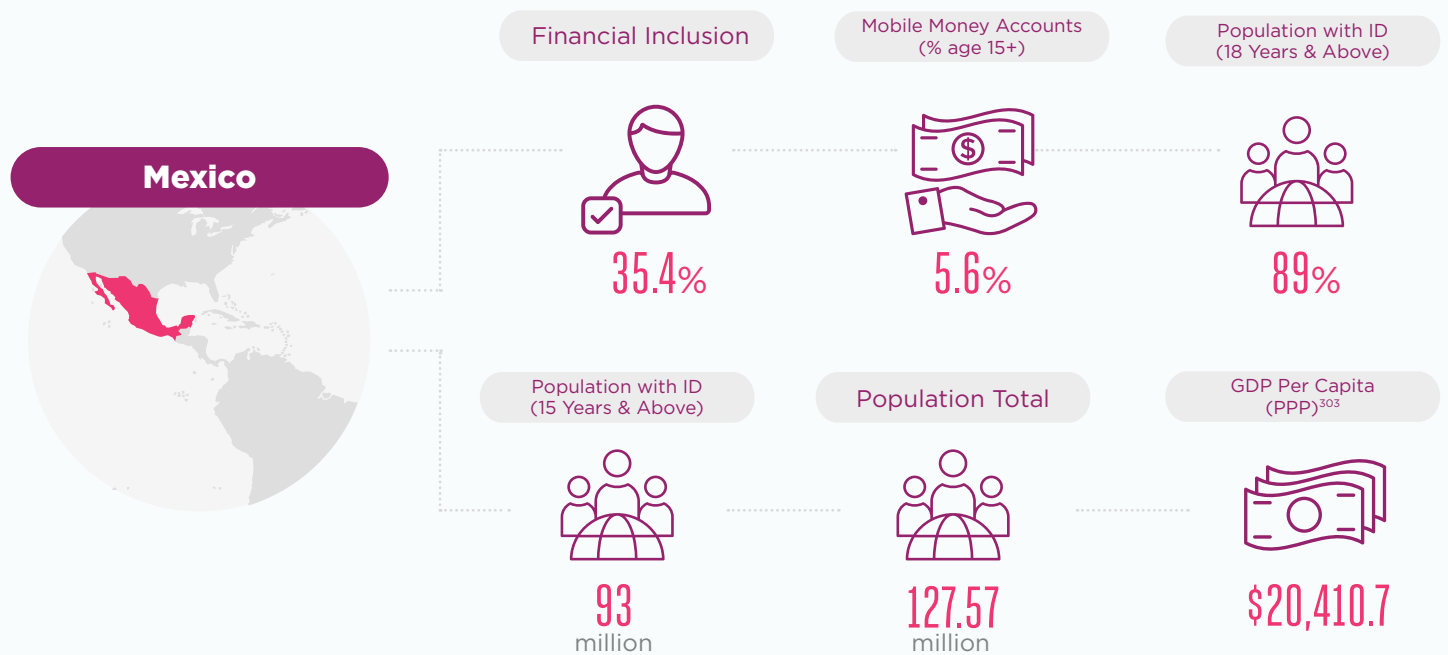 Mexico
Financial Inclusion
35.4%
Mobile Money Accounts
(% age 15+)
$
5.6%
Population with ID
(18 Years & Above)
89%
Population with ID
(15 Years & Above)
93
million
Population Total
127.57
million
GDP Per Capita
(PPP)303
$20,410.7